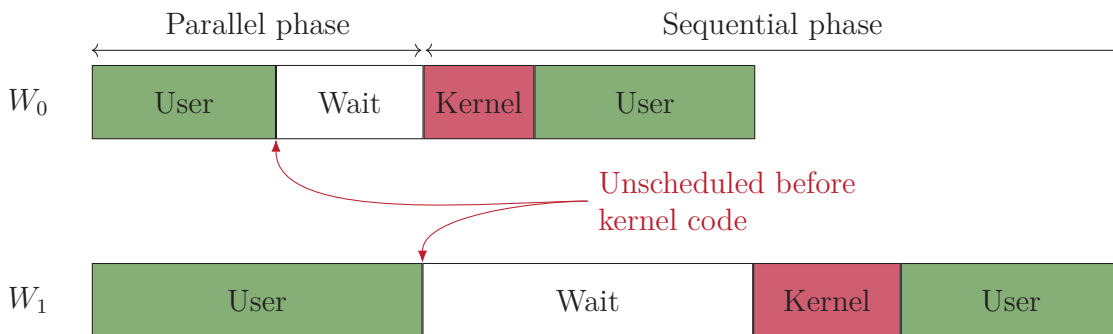 Parallel phase
Sequential phase
W0
User
Wait
Kernel
User
Unscheduled before
kernel code
W1
User
Wait
Kernel
User